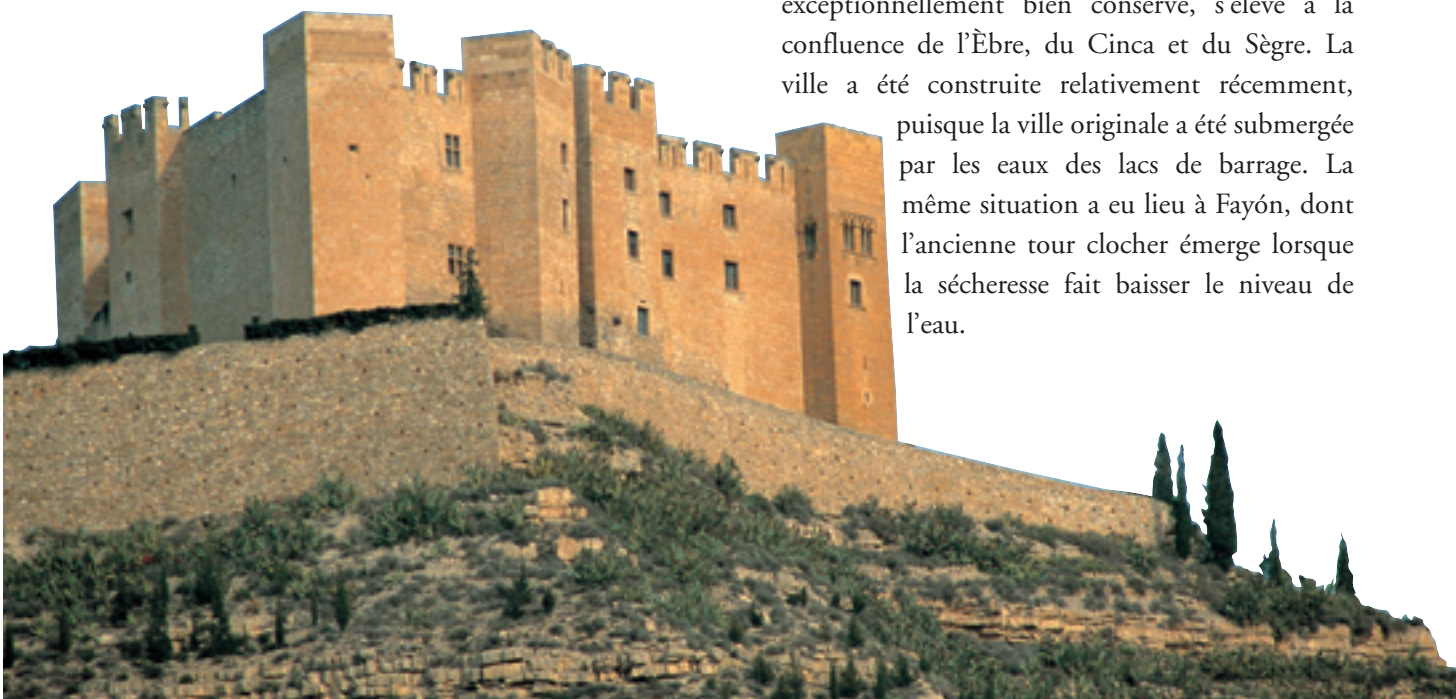 exceptionnellement bien conservé, s'élève à la
confluence de l'Èbre, du Cinca et du Sègre. La
ville a été construite relativement récemment,
puisque la ville originale a été submergée
par les eaux des lacs de barrage. La
même situation a eu lieu à Fayón, dont
l'ancienne tour clocher émerge lorsque
la sécheresse fait baisser le niveau de
l'eau.